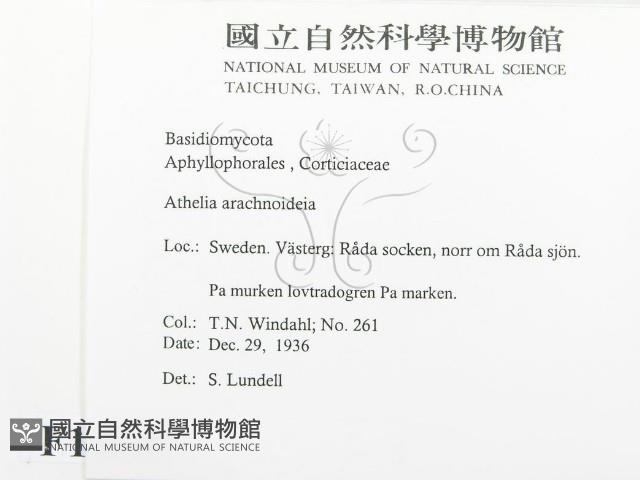 國立自然科學博物館
NATIONAL MUSEUM OF NATURAL SCIENCE
TAICHUNG, TAIWAN, R.O.CHINA
Basidiomycota
Aphyllophorales , Corticiaceae
Athelia arachnoideia
Loc.: Sweden. Västerg: Råda socken, norr om Råda sjön.
Pa murken lovtradogren Pa marken.
Col.: T.N. Windahl; No. 261
Date: Dec. 29, 1936
Det.: S. Lundell
國立自然科學博物館
NATIONAL MUSEUM OF NATURAL SCIENCE